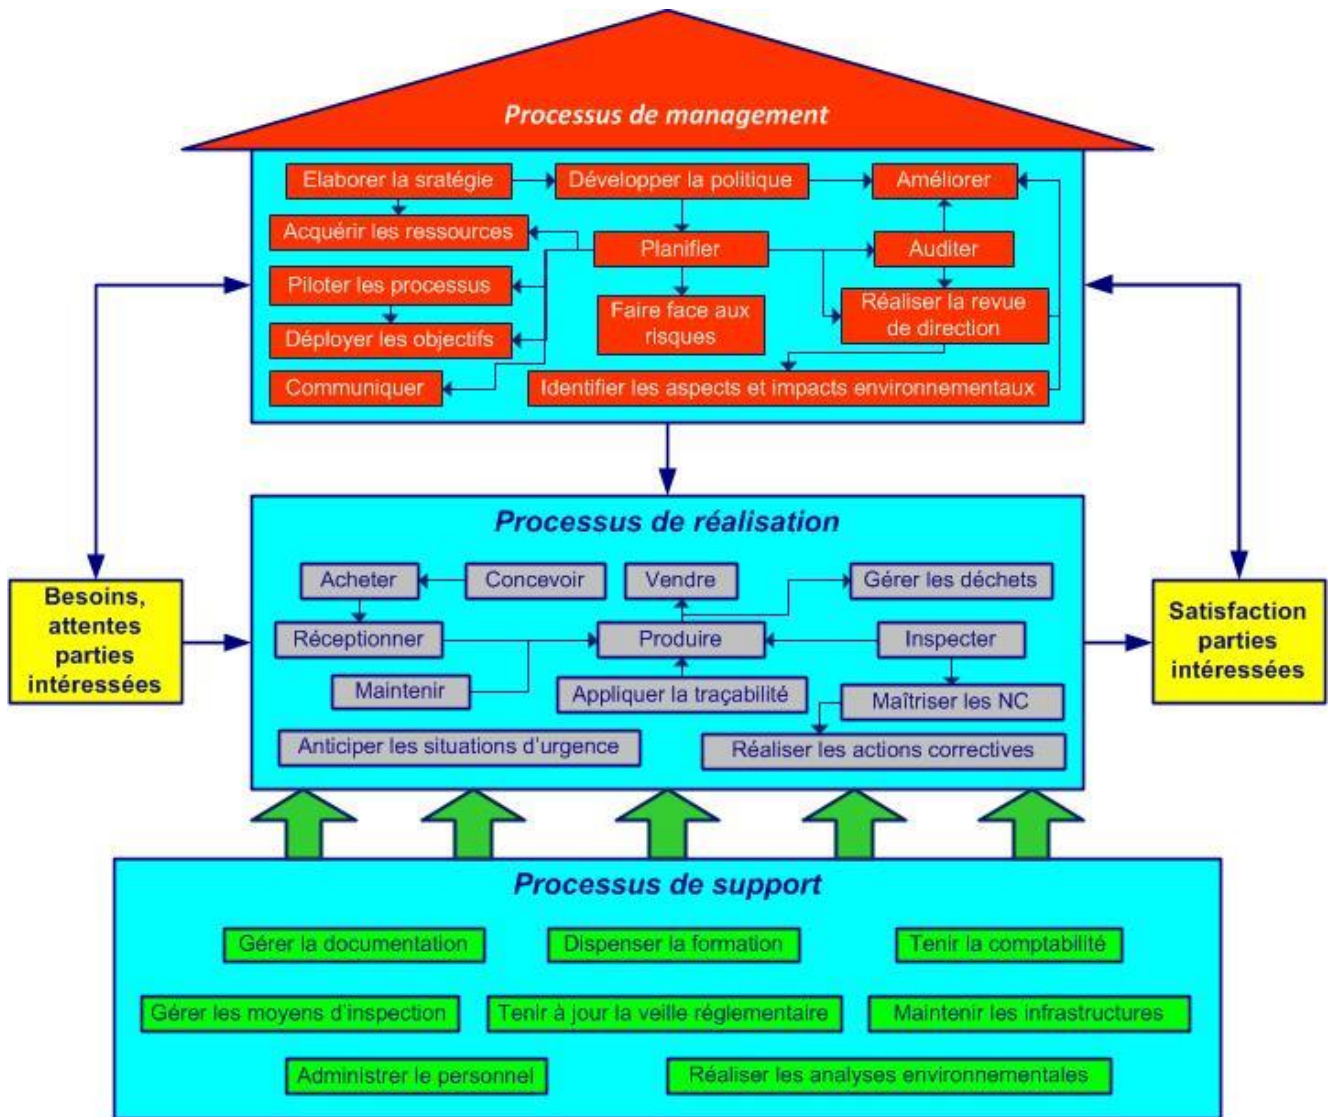 Processus de management
Elaborer la sratégie
Développer la politique
Améliorer
Acquérir les ressources
Planifier
Auditer
Piloter les processus
Faire face aux
risques
Réaliser la revue
de direction
Déployer les objectifs
Communiquer
Identifier les aspects et impacts environnementaux
Processus de réalisation
Acheter
Concevoir
Vendre
Gérer les déchets
Besoins,
attentes
parties
intéressées
Réceptionner
Produire
Inspecter
Satisfaction
parties
intéressées
Maintenir
Appliquer la traçabilité
Maîtriser les NC
Anticiper les situations d'urgence
Réaliser les actions correctives
Processus de support
Gérer la documentation
Dispenser la formation
Tenir la comptabilité
Gérer les moyens d'inspection
Tenir à jour la veille réglementaire
Maintenir les infrastructures
Administrer le personnel
Réaliser les analyses environnementales